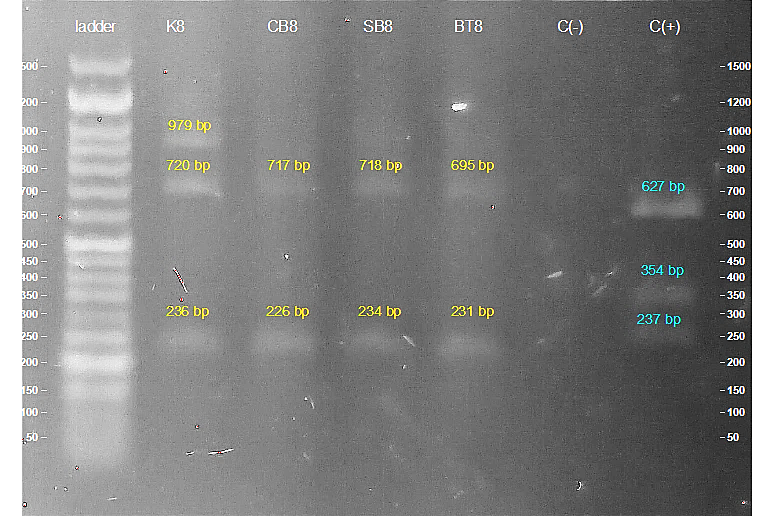 ladder K8 CB8 SB8 BT8 C(-) C(+)
500 1500
200 1200
000 979 bp 1000
900 900
800 720 bp 717 bp 718 bp 695 bp 800
700 627 bp 700
600 600
500 500
450 450
400 354 bp 400
350 350
300 236 bp 226 bp 234 bp 231 bp 237 bp 300
250 250
200 200
150 150
100 100
50 50